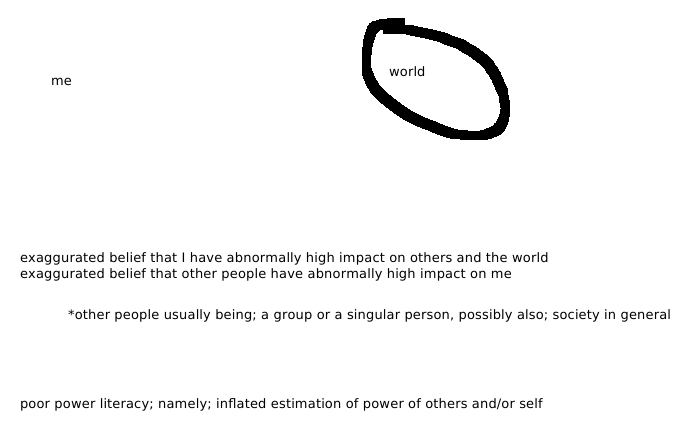 me
world
exaggurated belief that I have abnormally high impact on others and the world
exaggurated belief that other people have abnormally high impact on me
*other people usually being; a group or a singular person, possibly also; society in general
poor power literacy; namely; inflated estimation of power of others and/or self